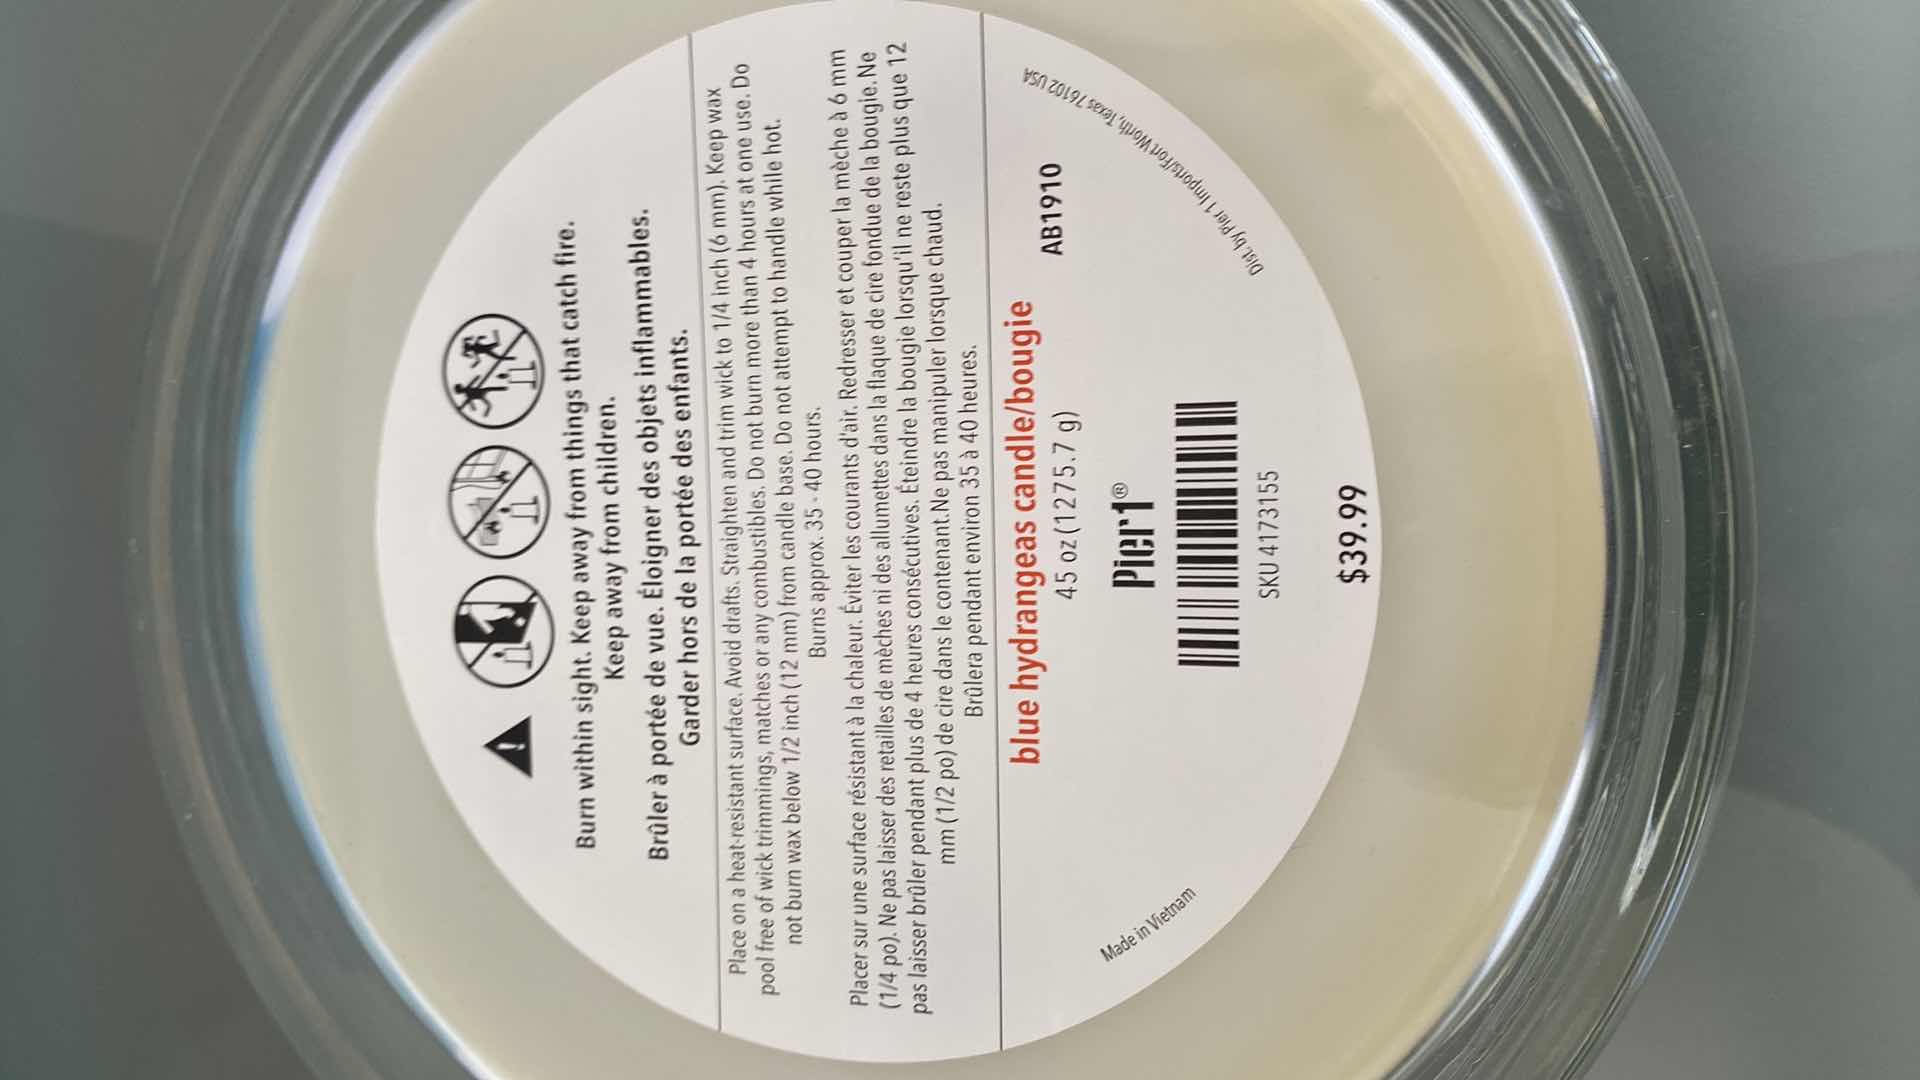 Burn within sight. Keep away from things that catch fire.
Keep away from children.
Brûler à portée de vue. Éloigner des objets inflammables.
Garder hors de la portée des enfants.
Place on a heat-resistant surface. Avoid drafts. Straighten and trim wick to 1/4 inch (6 mm). Keep wax
pool free of wick trimmings, matches or any combustibles. Do not burn more than 4 hours at one use. Do
not burn wax below 1/2 inch (12 mm) from candle base. Do not attempt to handle while hot.
Burns approx. 35 - 40 hours.
Placer sur une surface résistant à la chaleur. Éviter les courants d'air. Redresser et couper la mèche à 6 mm
(1/4 po). Ne pas laisser des retailles de mèches ni des allumettes dans la flaque de cire fondue de la bougie. Ne
pas laisser brûler pendant plus de 4 heures consécutives. Éteindre la bougie lorsqu'il ne reste plus que 12
mm (1/2 po) de cire dans le contenant. Ne pas manipuler lorsque chaud.
Brûlera pendant environ 35 à 40 heures.
blue hydrangeas candle/bougie
AB1910
45 oz (1275.7 g)
Pier1®
SKU 4173155
$39.99
Made in Vietnam
Dist. by Pier 1 Imports/Fort Worth, Texas 76102 USA